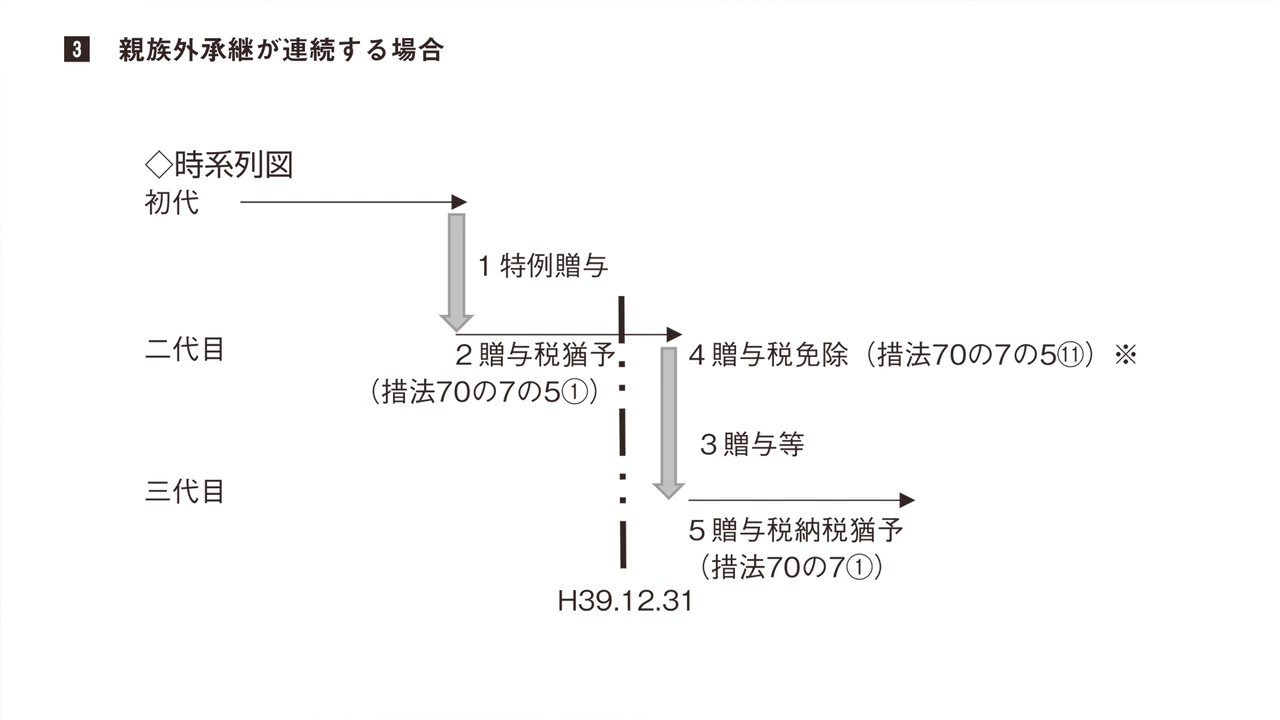 3 親族外承継が連続する場合
◇時系列図
初代
1 特例贈与
二代目
2 贈与税猶予
（措法70の7の5①）
4 贈与税免除（措法70の7の5⑪）※
3 贈与等
三代目
5 贈与税納税猶予
（措法70の7①）
H39.12.31